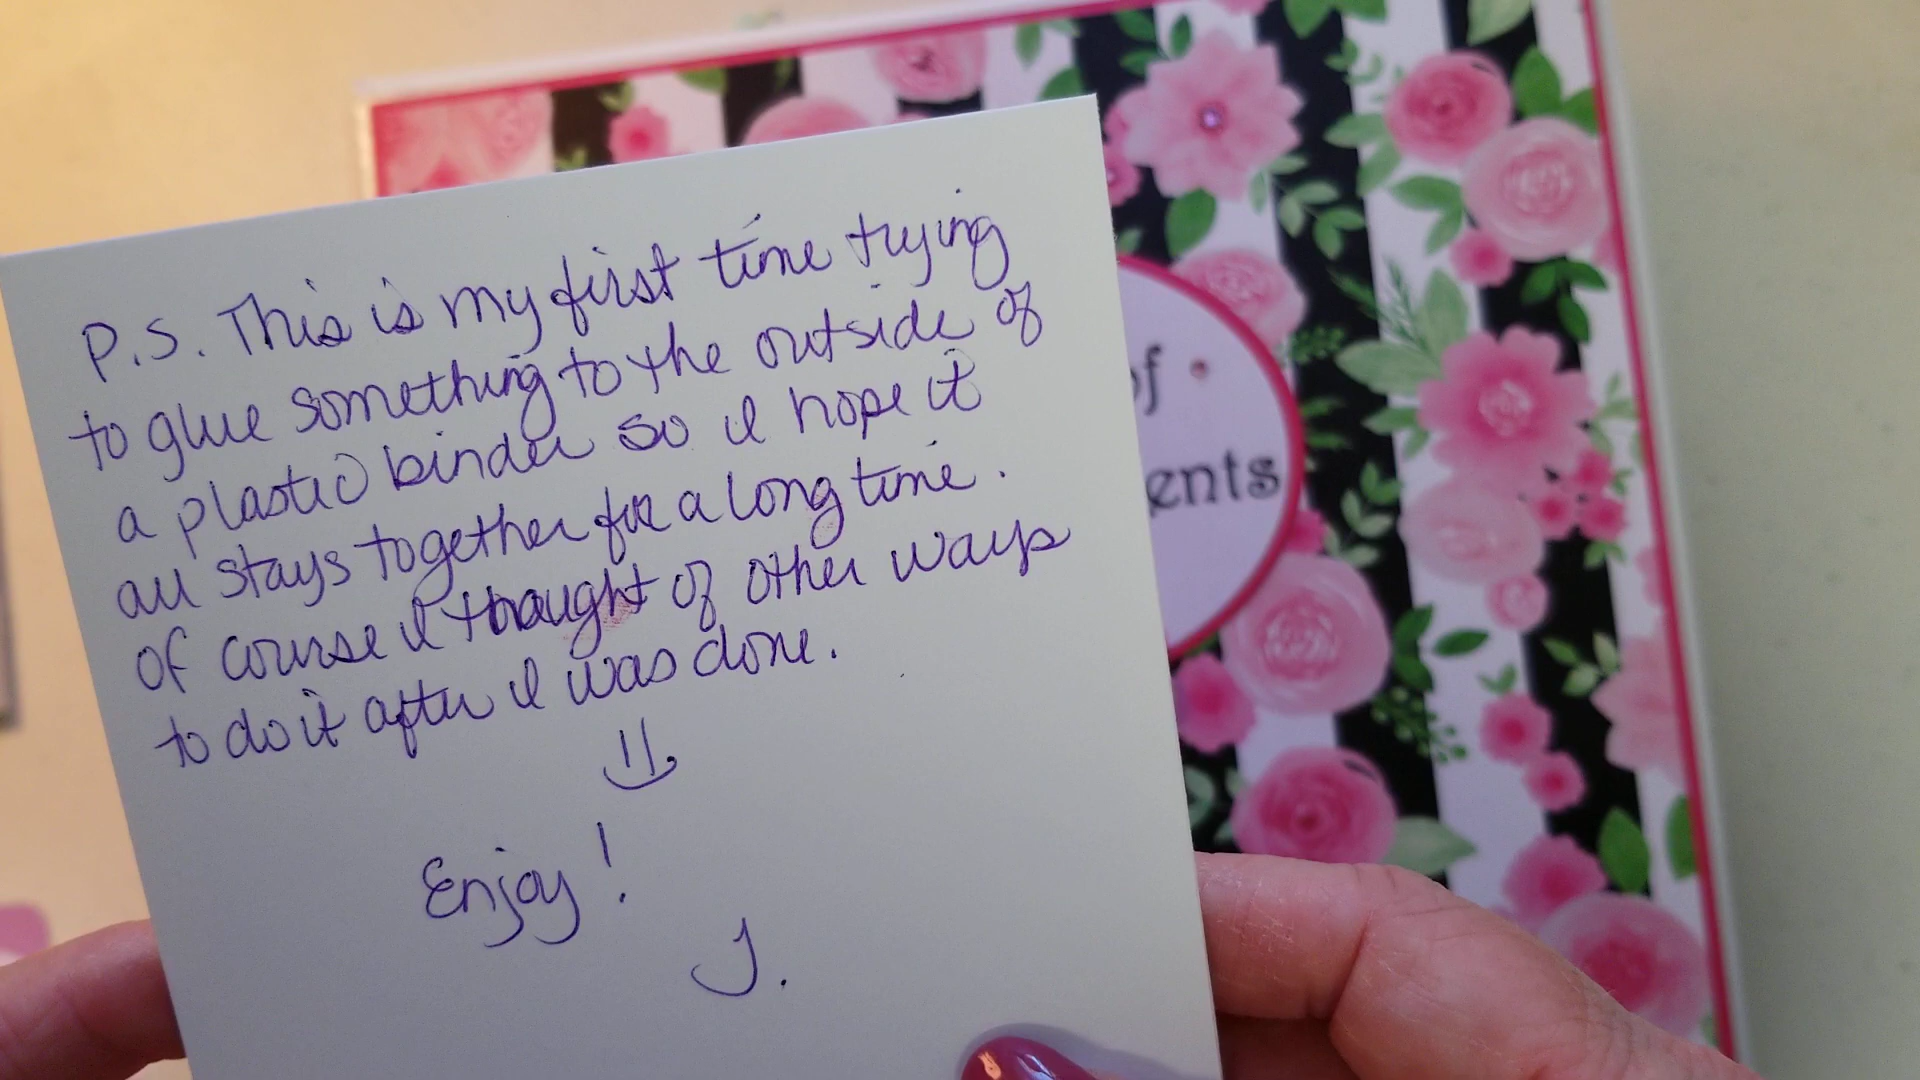 P.S. This is my first time trying
to glue something to the outside of
a plastic binder so I hope it
all stays together for a long time.
Of course I thought of other ways
to do it after I was done.
Enjoy!
J.
of
ents